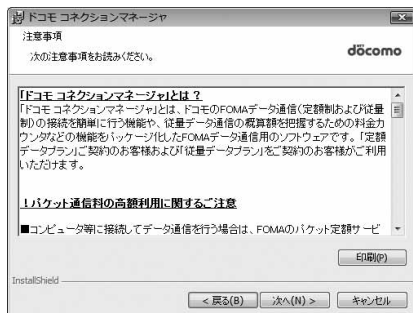 ドコモ コネクションマネージャ
注意事項
次の注意事項をお読みください。
döcomo
「ドコモ コネクションマネージャ」とは?
「ドコモ コネクションマネージャ」とは、ドコモのFOMAデータ通信(定額制および従量
制)の接続を簡単に行う機能や、従量データ通信の概算額を把握するための料金カ
ウンタなどの機能をパッケージ化したFOMAデータ通信用のソフトウェアです。「定額
データプラン」ご契約のお客様および「従量データプラン」をご契約のお客様がご利用
いただけます。
!パケット通信料の高額利用に関するご注意
■コンピュータ等に接続してデータ通信を行う場合は、FOMAのパケット定額サービ
印刷(P)
InstallShield
< 戻る(B)
次へ(N) >
キャンセル